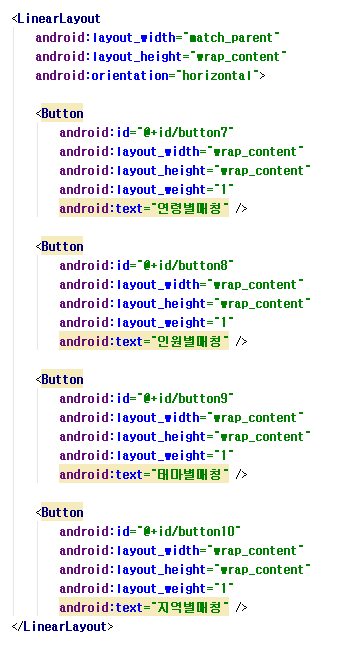 <LinearLayout
android:layout_width="match_parent"
android:layout_height="wrap_content"
android:orientation="horizontal">
<Button
android:id="@+id/button7"
android:layout_width="wrap_content"
android:layout_height="wrap_content"
android:layout_weight="1"
android:text="연령별매칭" />
<Button
android:id="@+id/button8"
android:layout_width="wrap_content"
android:layout_height="wrap_content"
android:layout_weight="1"
android:text="인원별매칭" />
<Button
android:id="@+id/button9"
android:layout_width="wrap_content"
android:layout_height="wrap_content"
android:layout_weight="1"
android:text="테마별매칭" />
<Button
android:id="@+id/button10"
android:layout_width="wrap_content"
android:layout_height="wrap_content"
android:layout_weight="1"
android:text="지역별매칭" />
</LinearLayout>